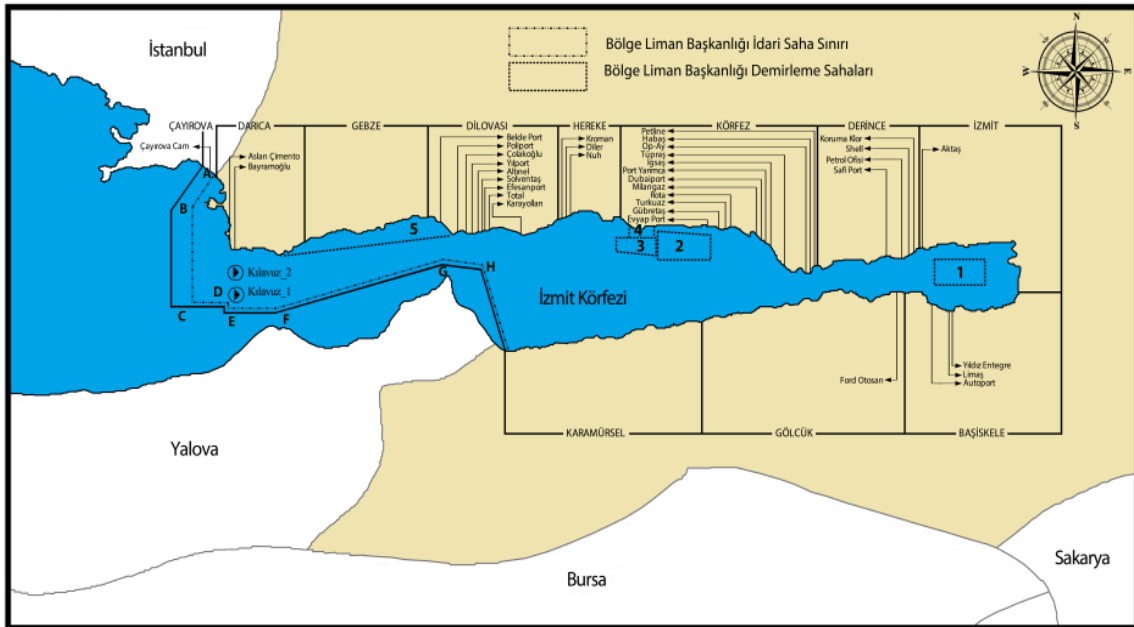 İstanbul
Bölge Liman Başkanlığı İdari Saha Sınırı
Bölge Liman Başkanlığı Demirleme Sahaları
N
W
E
S
ÇAYIROVA
DARICA
GEBZE
DİLOVASI
HEREKE
KÖRFEZ
DERİNCE
İZMİT
Çayırova Cam
Aslan Çimento
Bayramoğlu
Belde Port
Poliport
Çolakoğlu
Yılport
Altınel
Solventaş
Efesanport
Total
Karayolları
Kroman
Diler
Nuh
Petline
Habaş
Op-Ay
Tüpraş
İgsaş
Port Yarımca
Dubaiport
Milangaz
Rota
Turkuaz
Gübretaş
Evyap Port
Koruma Klor
Shell
Petrol Ofisi
Safi Port
Aktaş
A
B
C
D
E
F
G
H
5
4
3
2
1
Kılavuz_2
Kılavuz_1
İzmit Körfezi
Ford Otosan
Yıldız Entegre
Limaş
Autoport
KARAMÜRSEL
GÖLCÜK
BAŞİSKELE
Yalova
Bursa
Sakarya